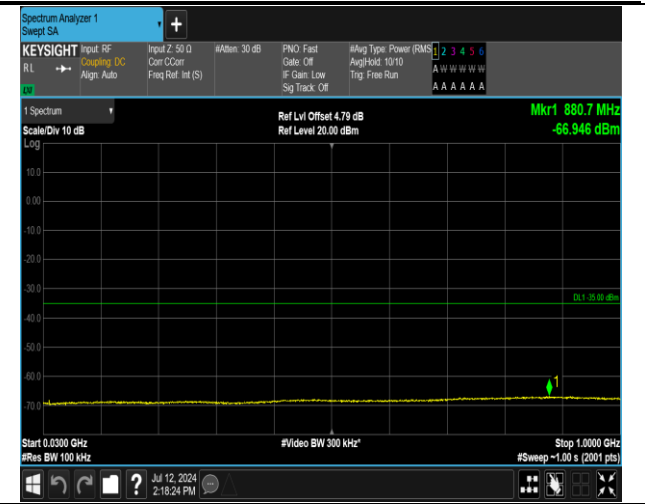 Spectrum Analyzer 1
Swept SA
+
KEYSIGHT
RL
LXI
Input: RF
Coupling: DC
Align: Auto
Input Z: 50 Ω
Corr CCorr
Freq Ref: Int (S)
#Atten: 30 dB
PNO: Fast
Gate: Off
IF Gain: Low
Sig Track: Off
#Avg Type: Power (RMS
Avg|Hold: 10/10
Trig: Free Run
1 2 3 4 5 6
A W W W W W
A A A A A A
1 Spectrum
Scale/Div 10 dB
Ref Lvl Offset 4.79 dB
Ref Level 20.00 dBm
Mkr1 880.7 MHz
-66.946 dBm
Log
10.0
0.00
-10.0
-20.0
-30.0
DL1 -35.00 dBm
-40.0
-50.0
-60.0
1
-70.0
Start 0.0300 GHz
#Res BW 100 kHz
#Video BW 300 kHz*
Stop 1.0000 GHz
#Sweep ~1.00 s (2001 pts)
?
Jul 12, 2024
2:18:24 PM